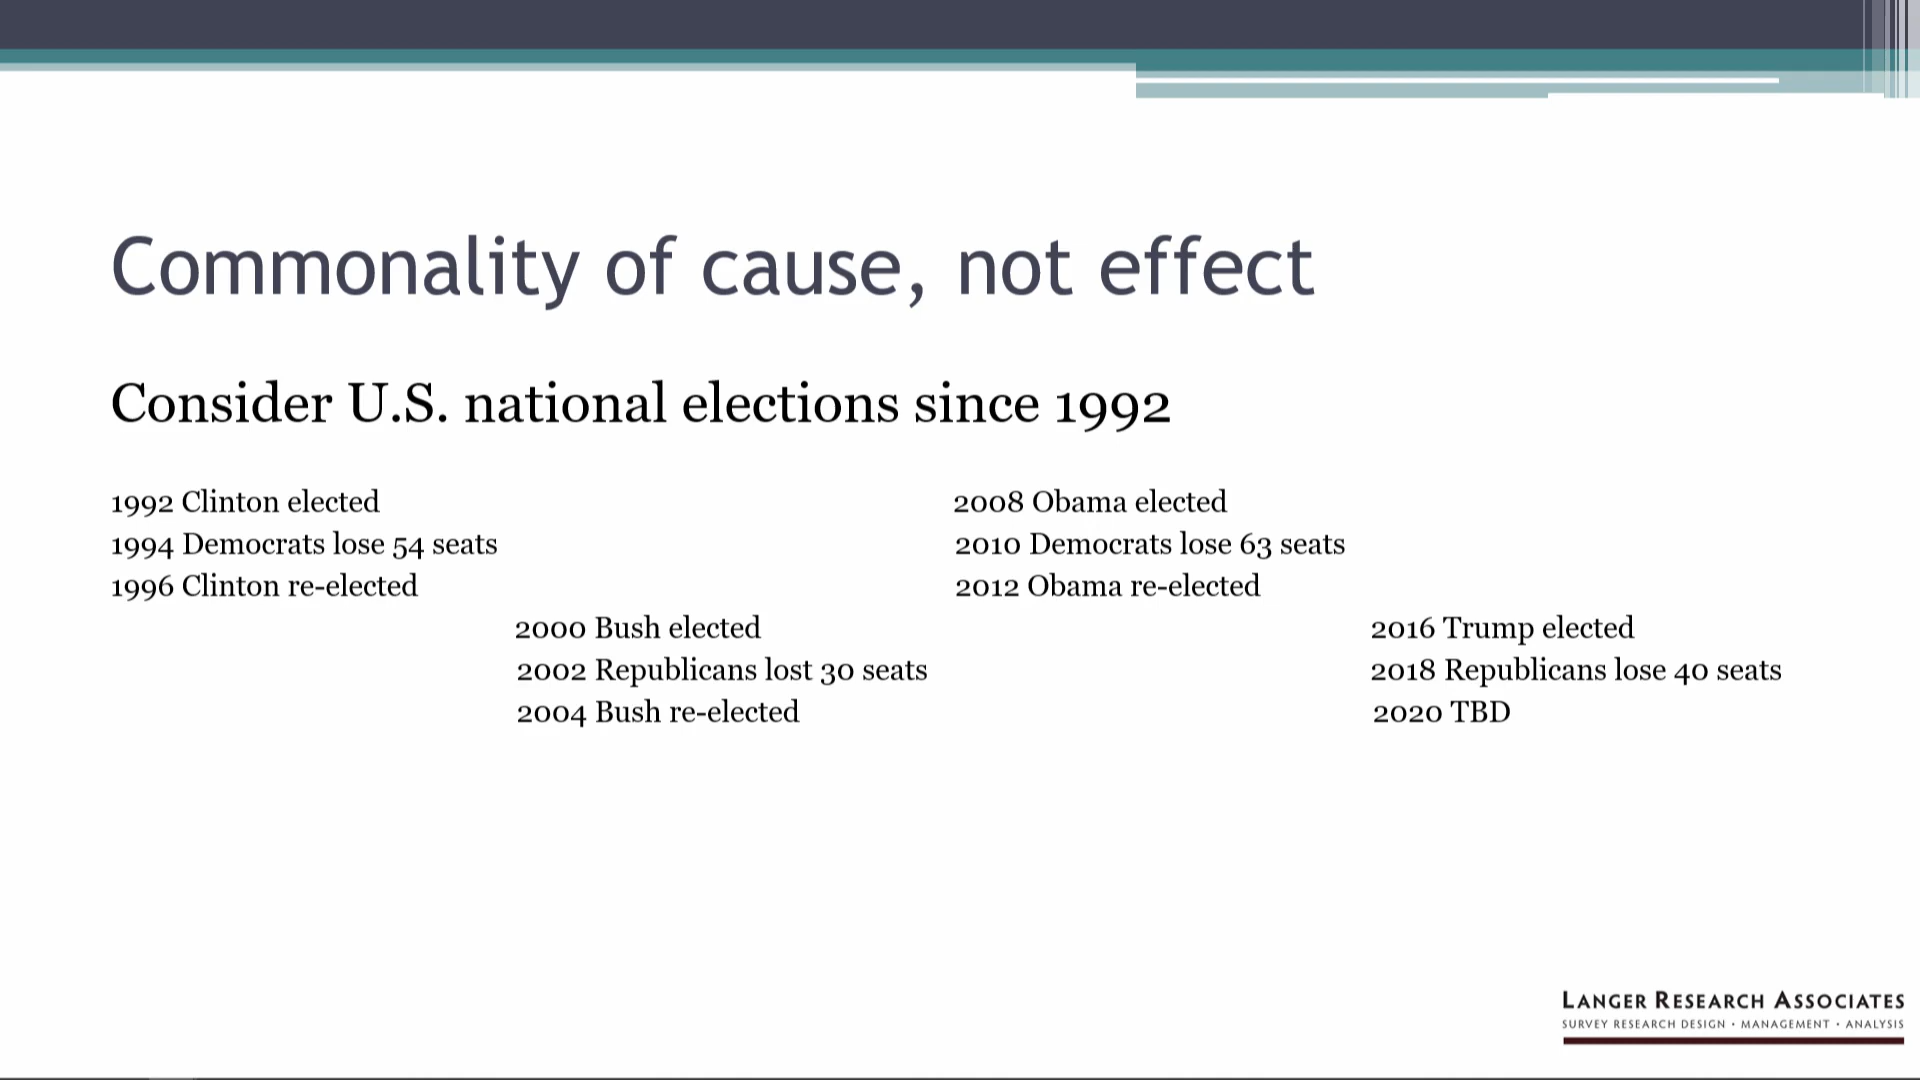 Commonality of cause, not effect
Consider U.S. national elections since 1992
1992 Clinton elected
1994 Democrats lose 54 seats
1996 Clinton re-elected
2000 Bush elected
2002 Republicans lost 30 seats
2004 Bush re-elected
2008 Obama elected
2010 Democrats lose 63 seats
2012 Obama re-elected
2016 Trump elected
2018 Republicans lose 40 seats
2020 TBD
LANGER RESEARCH ASSOCIATES
SURVEY RESEARCH DESIGN · MANAGEMENT · ANALYSIS